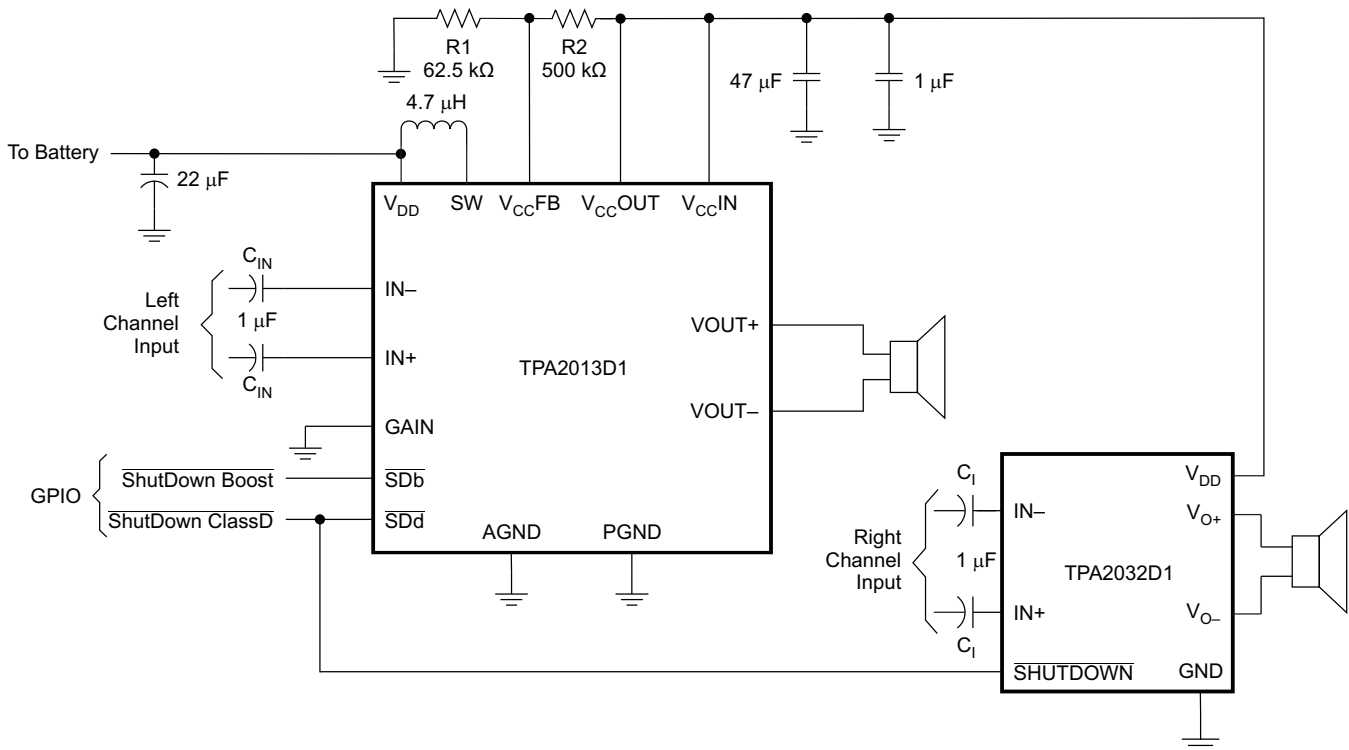 R1
62.5 kΩ
R2
500 kΩ
47 µF
1 µF
4.7 µH
To Battery
22 µF
VDD
SW
VCCFB
VCCOUT
VCCIN
CIN
Left
Channel
Input
1 µF
CIN
IN–
IN+
GAIN
TPA2013D1
VOUT+
VOUT–
GPIO
ShutDown Boost
ShutDown ClassD
SDb
SDd
AGND
PGND
CI
Right
Channel
Input
1 µF
CI
IN–
IN+
SHUTDOWN
TPA2032D1
VDD
VO+
VO–
GND